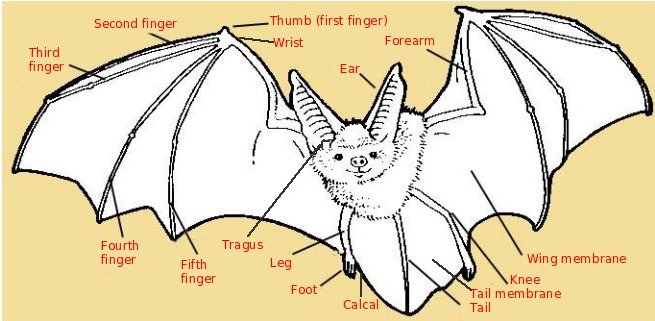 Second finger
Thumb (first finger)
Wrist
Forearm
Third
finger
Ear
Fourth
finger
Fifth
finger
Tragus
Leg
Foot
Calcal
Wing membrane
Knee
Tail membrane
Tail